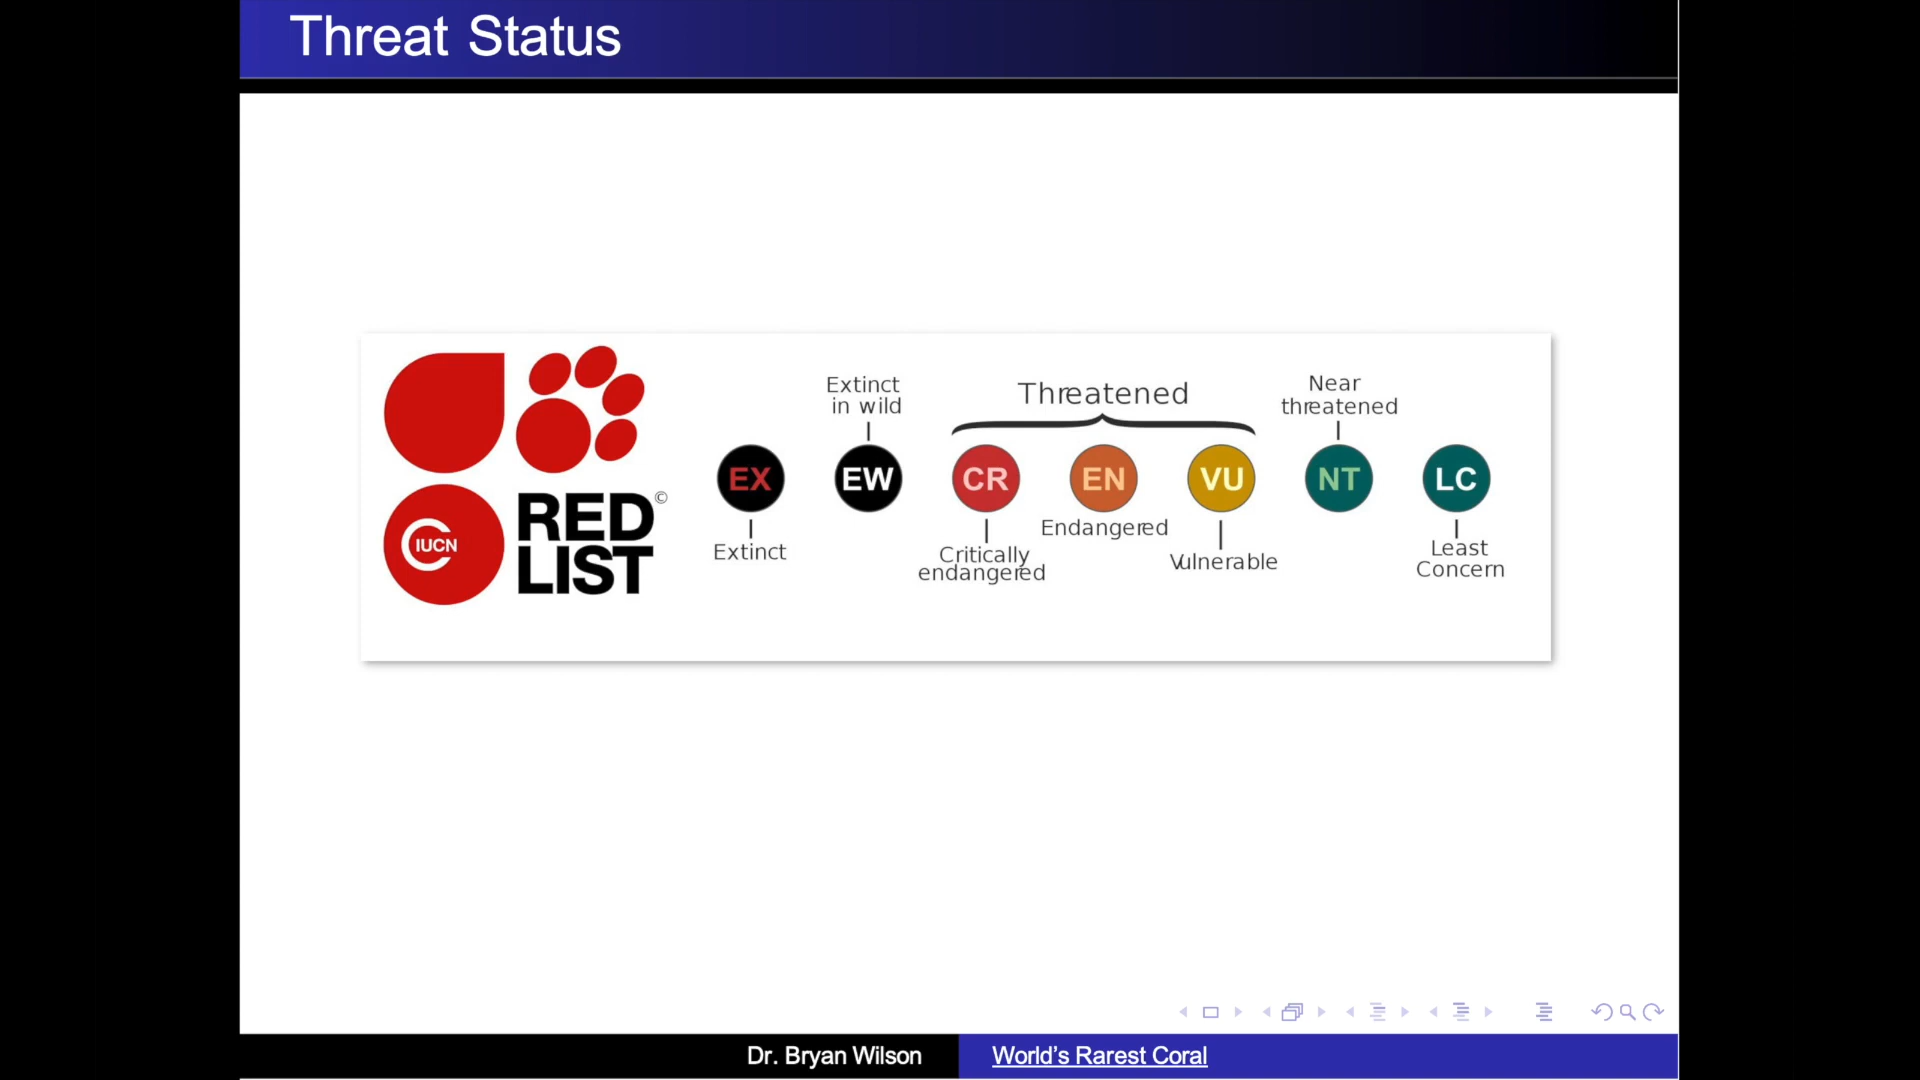 Threat Status
IUCN
RED
LIST
©
EX
Extinct
Extinct
in wild
EW
Threatened
CR
Critically
endangered
EN
Endangered
VU
Vulnerable
Near
threatened
NT
LC
Least
Concern
Dr. Bryan Wilson
World's Rarest Coral